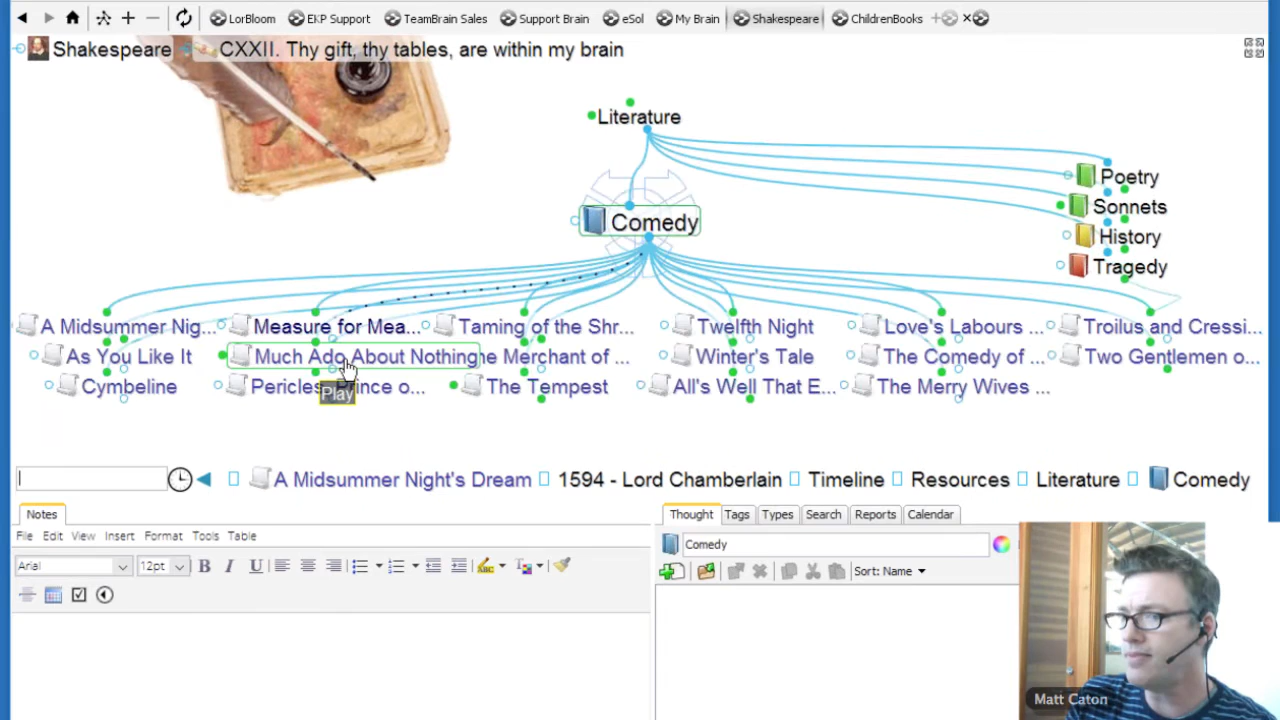 LorBloom EKP Support TeamBrain Sales Support Brain eSol My Brain Shakespeare ChildrenBooks
Shakespeare CXXII. Thy gift, thy tables, are within my brain
Literature
Poetry
Sonnets
Comedy
History
Tragedy
A Midsummer Nig... Measure for Mea... Taming of the Shr... Twelfth Night Love's Labours ... Troilus and Cressi...
As You Like It Much Ado About Nothing he Merchant of ... Winter's Tale The Comedy of ... Two Gentlemen o...
Cymbeline Pericles Prince o... The Tempest All's Well That E... The Merry Wives ...
Play
A Midsummer Night's Dream 1594 - Lord Chamberlain Timeline Resources Literature Comedy
Notes Thought Tags Types Search Reports Calendar
File Edit View Insert Format Tools Table Comedy
Arial 12pt B I U Sort: Name
Matt Caton